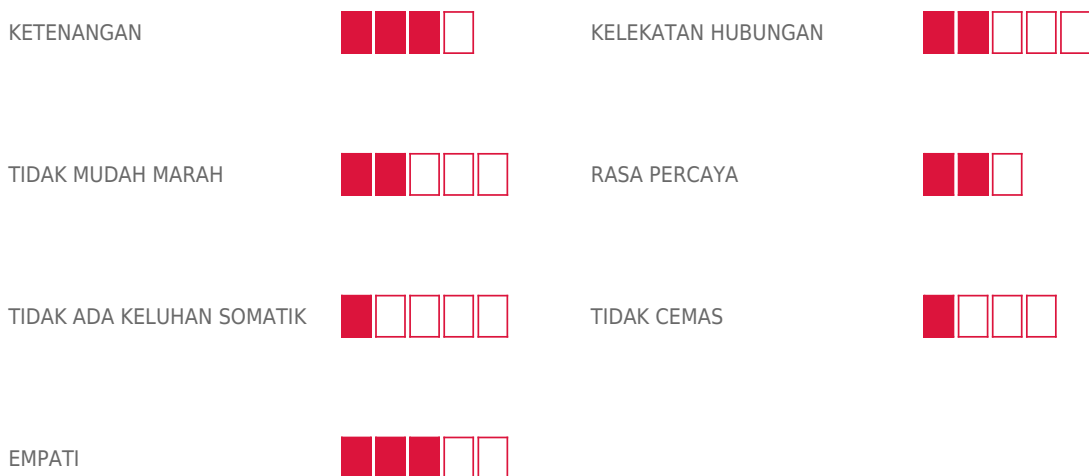 KETENANGAN
KELEKATAN HUBUNGAN
TIDAK MUDAH MARAH
RASA PERCAYA
TIDAK ADA KELUHAN SOMATIK
TIDAK CEMAS
EMPATI